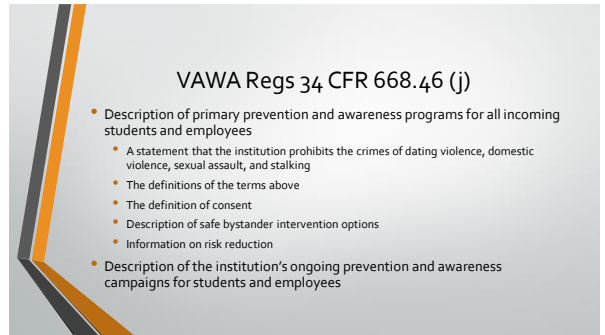 VAWA Regs 34 CFR 668.46 (j)
• Description of primary prevention and awareness programs for all incoming
students and employees
• A statement that the institution prohibits the crimes of dating violence, domestic
violence, sexual assault, and stalking
• The definitions of the terms above
• The definition of consent
• Description of safe bystander intervention options
• Information on risk reduction
• Description of the institution’s ongoing prevention and awareness
campaigns for students and employees